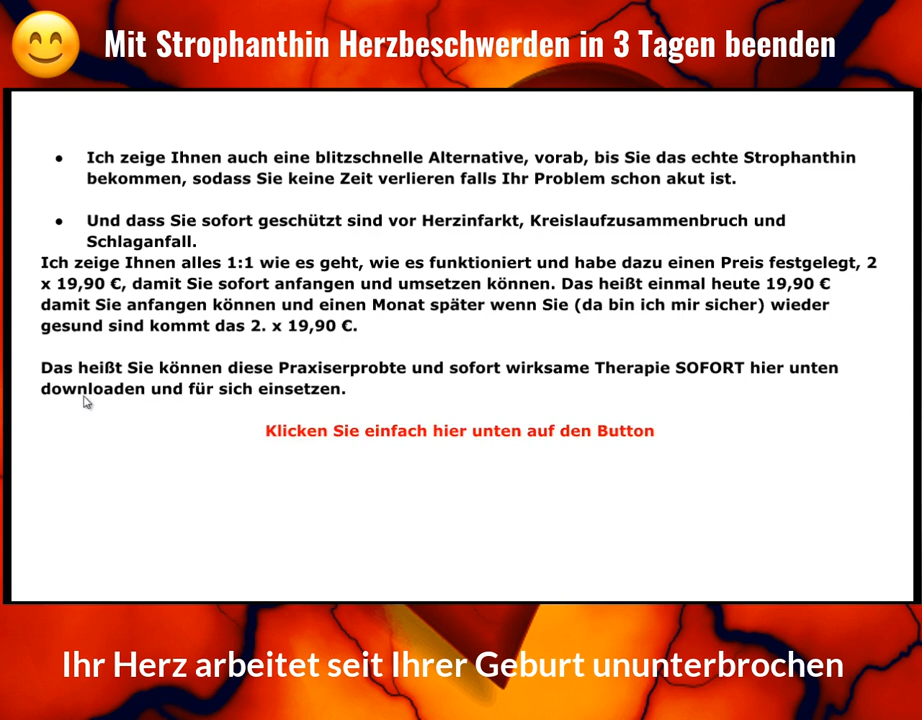 Mit Strophanthin Herzbeschwerden in 3 Tagen beenden
• Ich zeige Ihnen auch eine blitzschnelle Alternative, vorab, bis Sie das echte Strophanthin
bekommen, sodass Sie keine Zeit verlieren falls Ihr Problem schon akut ist.
• Und dass Sie sofort geschützt sind vor Herzinfarkt, Kreislaufzusammenbruch und
Schlaganfall.
Ich zeige Ihnen alles 1:1 wie es geht, wie es funktioniert und habe dazu einen Preis festgelegt, 2
x 19,90 €, damit Sie sofort anfangen und umsetzen können. Das heißt einmal heute 19,90 €
damit Sie anfangen können und einen Monat später wenn Sie (da bin ich mir sicher) wieder
gesund sind kommt das 2. x 19,90 €.
Das heißt Sie können diese Praxiserprobte und sofort wirksame Therapie SOFORT hier unten
downloaden und für sich einsetzen.
Klicken Sie einfach hier unten auf den Button
Ihr Herz arbeitet seit Ihrer Geburt ununterbrochen